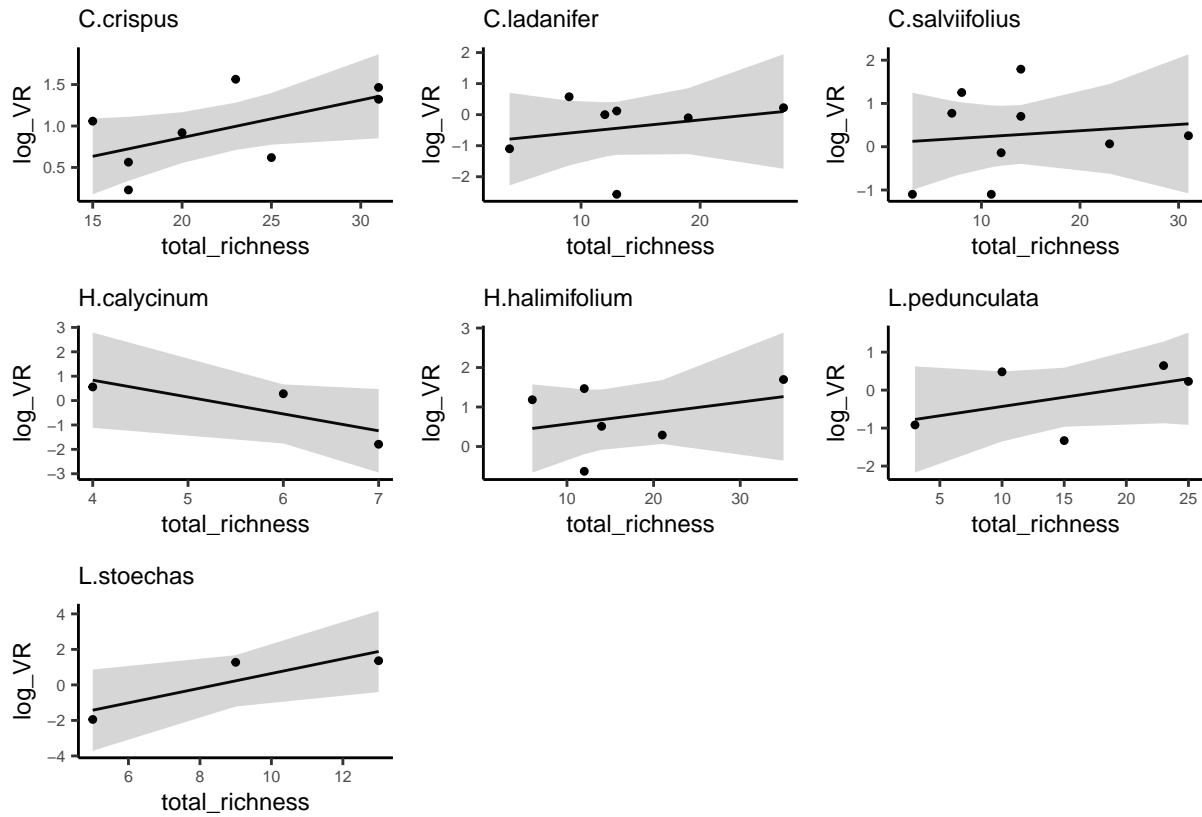 C.crispus
C.ladanifer
C.salviifolius
log_VR
1.5
1.0
0.5
15
20
25
30
total_richness
log_VR
2
1
0
−1
−2
10
20
total_richness
log_VR
2
1
0
−1
10
20
30
total_richness
H.calycinum
H.halimifolium
L.pedunculata
log_VR
3
2
1
0
−1
−2
−3
4
5
6
7
total_richness
log_VR
3
2
1
0
10
20
30
total_richness
log_VR
1
0
−1
−2
5
10
15
20
25
total_richness
L.stoechas
log_VR
4
2
0
−2
−4
6
8
10
12
total_richness